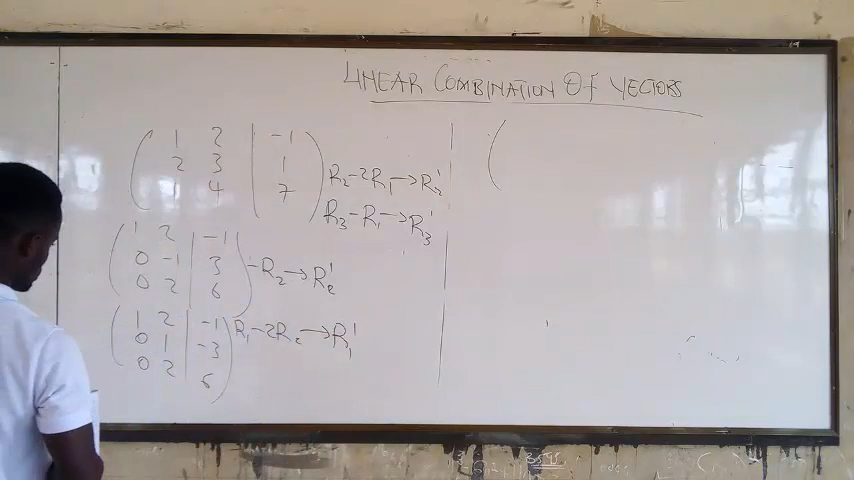 LINEAR COMBINATION OF VECTORS
( 1 2 | -1
2 3 | 1
1 4 | 7 ) R₂-2R₁→R₂'
R₃-R₁→R₃'
( 1 2 | -1
0 -1 | 3
0 2 | 6 ) -R₂→R₂'
( 1 2 | -1
0 1 | -3
0 2 | 6 ) R₁-2R₂→R₁'
(